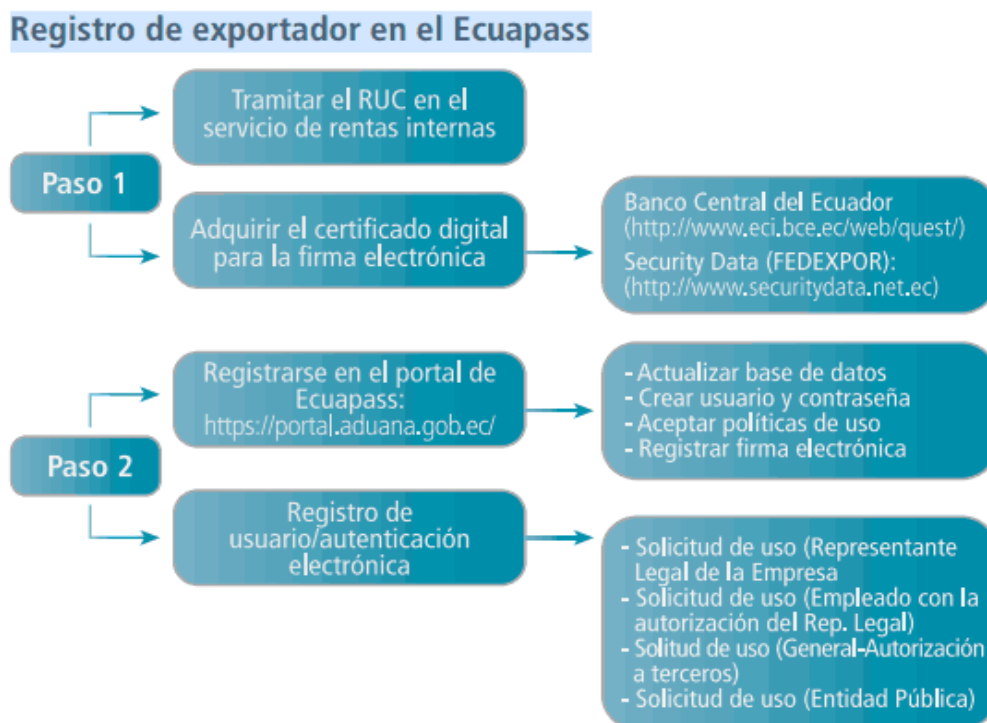 Registro de exportador en el Ecuapass
Paso 1
Tramitar el RUC en el
servicio de rentas internas
Adquirir el certificado digital
para la firma electrónica
Banco Central del Ecuador
(http://www.eci.bce.ec/web/quest/)
Security Data (FEDEXPOR):
(http://www.securitydata.net.ec)
Paso 2
Registrarse en el portal de
Ecuapass:
https://portal.aduana.gob.ec/
- Actualizar base de datos
- Crear usuario y contraseña
- Aceptar políticas de uso
- Registrar firma electrónica
Registro de
usuario/autenticación
electrónica
- Solicitud de uso (Representante
Legal de la Empresa
- Solicitud de uso (Empleado con la
autorización del Rep. Legal)
- Solitud de uso (General-Autorización
a terceros)
- Solicitud de uso (Entidad Pública)